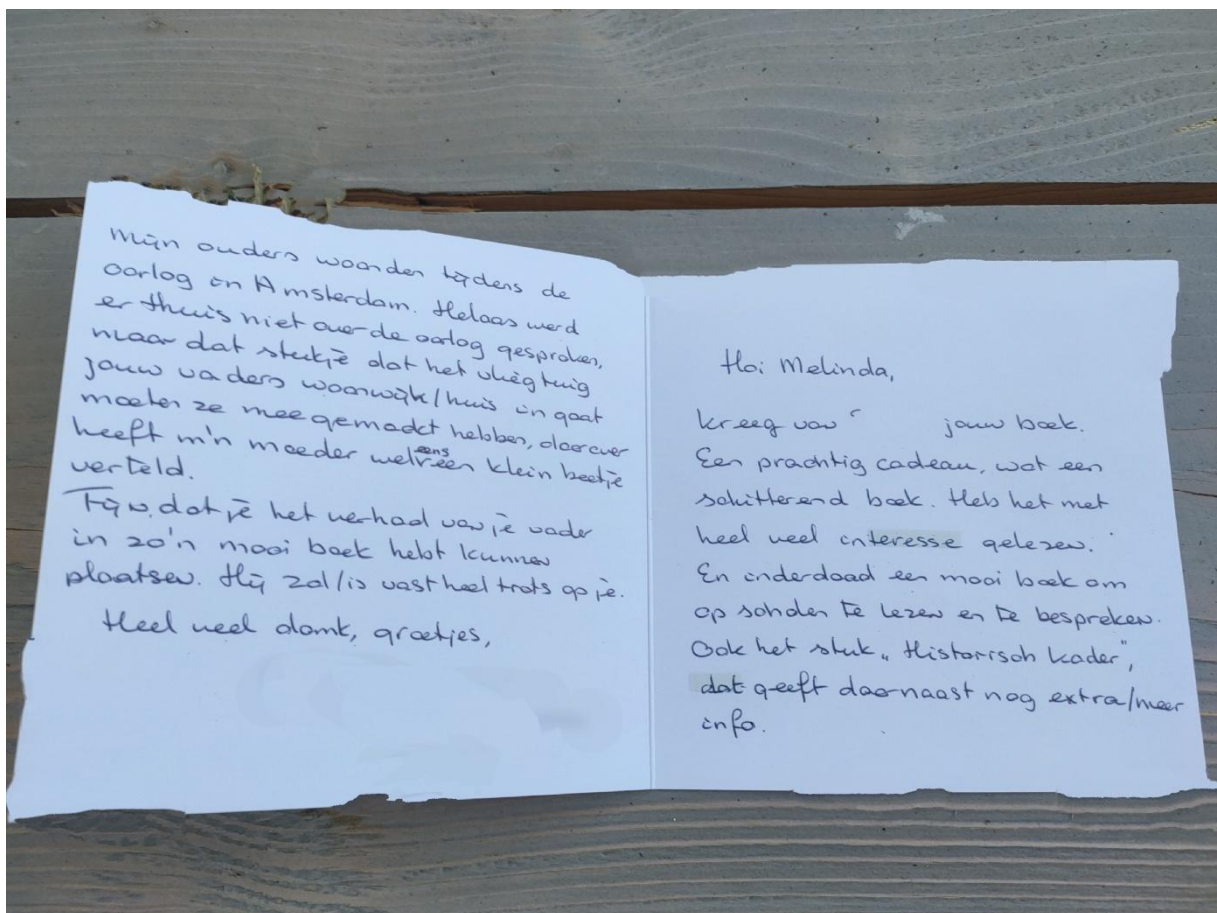 Hoi Melinda,
kreeg van jouw boek.
Een prachtig cadeau, wat een
schitterend boek. Heb het met
heel veel interesse gelezen.
En inderdaad een mooi boek om
op scholen te lezen en te bespreken.
Ook het stuk „Historisch kader",
dat geeft daarnaast nog extra/meer
info.
Mijn ouders woonden tijdens de
oorlog in Amsterdam. Helaas werd
er thuis niet over de oorlog gesproken,
maar dat stukje dat het vliegtuig
jouw vaders woonwijk/huis in gaat
moeten ze meegemaakt hebben, daarover
heeft m'n moeder wel eens een klein beetje
verteld.
Fijn, dat je het verhaal van je vader
in zo'n mooi boek hebt kunnen
plaatsen. Hij zal/is vast heel trots op je.
Heel veel dank, groetjes,